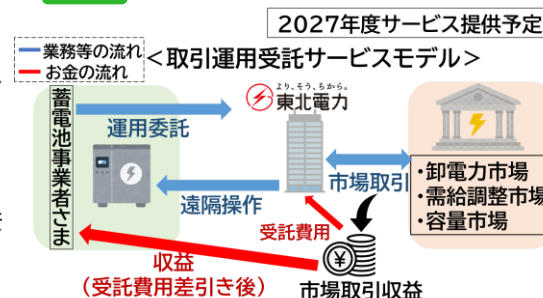 2027年度サービス提供予定
業務等の流れ
お金の流れ
＜取引運用受託サービスモデル＞
より、そう、ちから。
東北電力
蓄電池事業者さま
運用委託
遠隔操作
市場取引
・卸電力市場
・需給調整市場
・容量市場
受託費用
収益
（受託費用差引き後）
市場取引収益